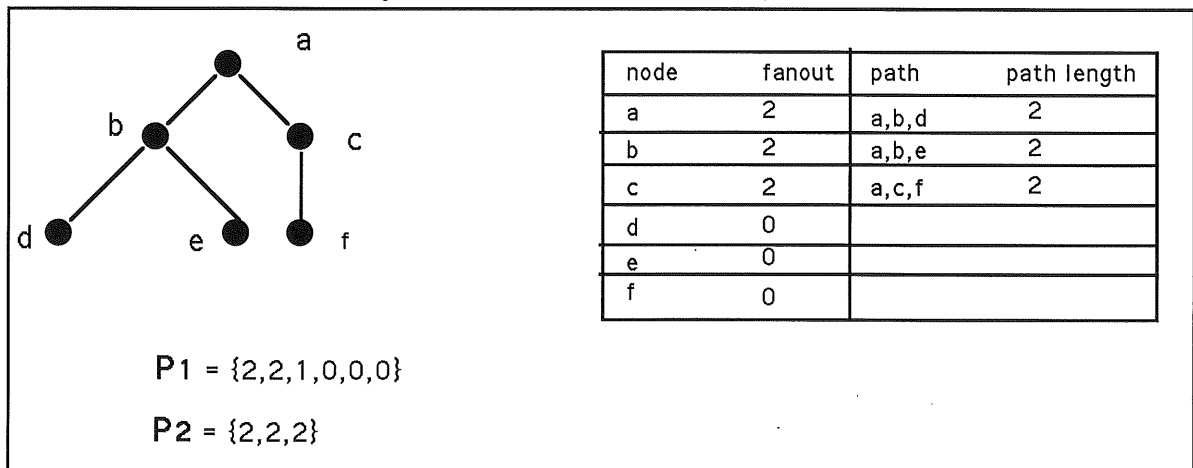 a
b
c
d
e
f
node fanout path path length
a 2 a,b,d 2
b 2 a,b,e 2
c 2 a,c,f 2
d 0
e 0
f 0
P1 = {2,2,1,0,0,0}
P2 = {2,2,2}